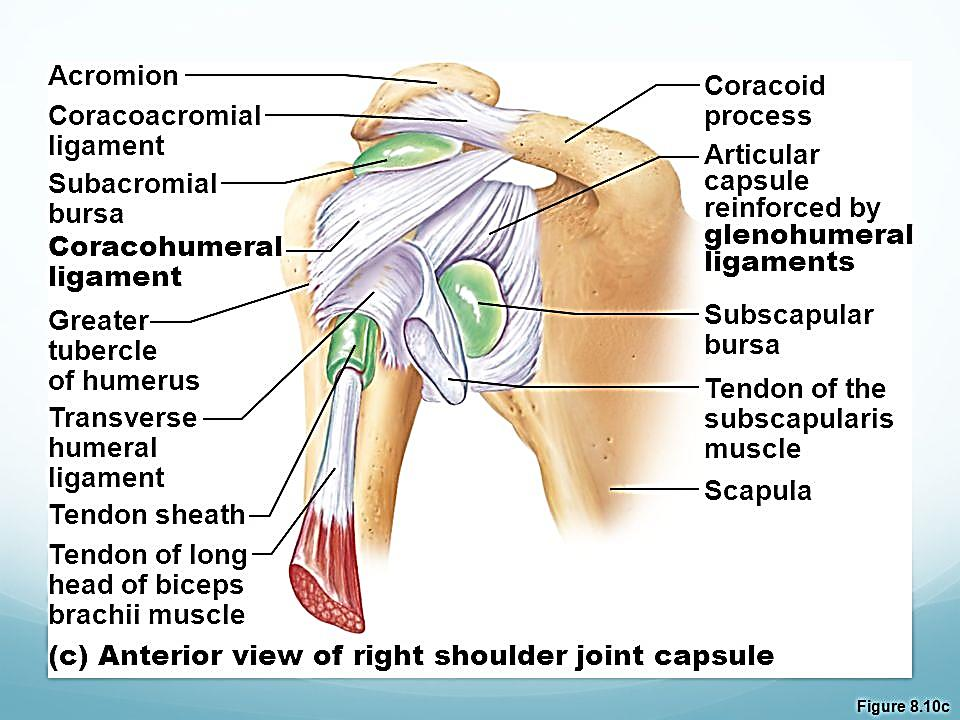 Acromion
Coracoacromial
ligament
Subacromial
bursa
Coracohumeral
ligament
Greater
tubercle
of humerus
Transverse
humeral
ligament
Tendon sheath
Tendon of long
head of biceps
brachii muscle
Coracoid
process
Articular
capsule
reinforced by
glenohumeral
ligaments
Subscapular
bursa
Tendon of the
subscapularis
muscle
Scapula
(c) Anterior view of right shoulder joint capsule
Figure 8.10c